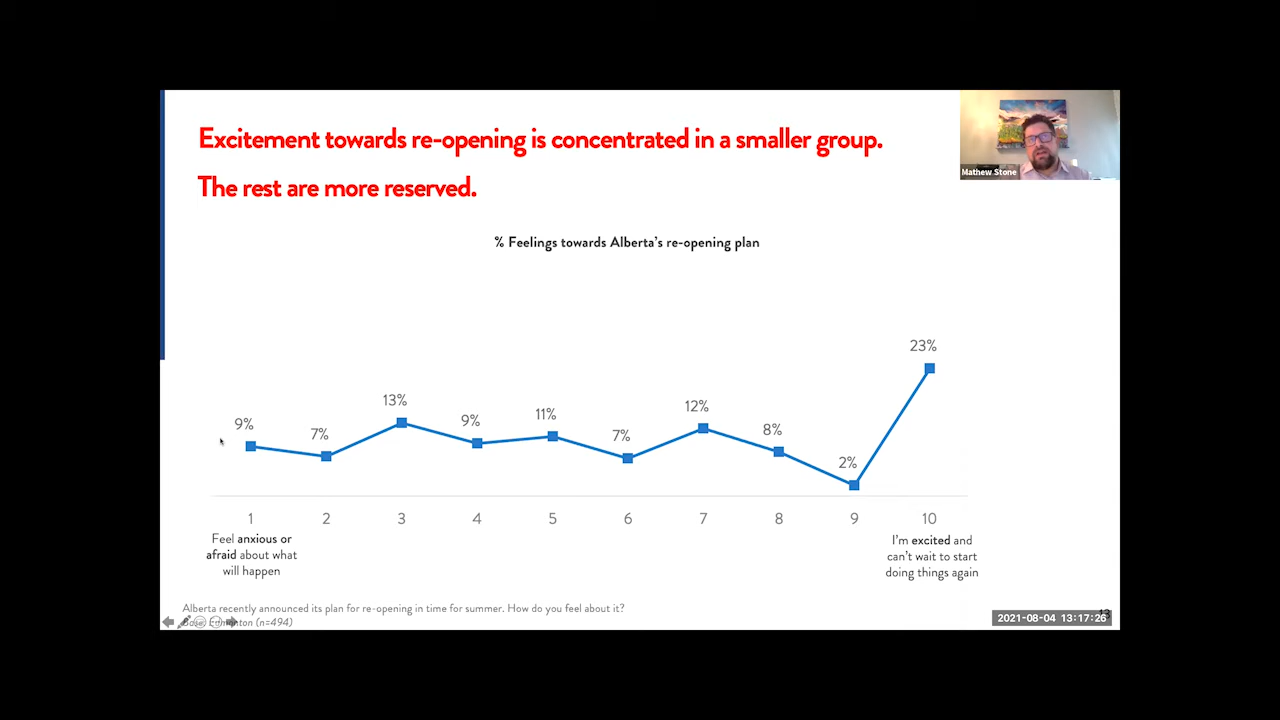 Excitement towards re-opening is concentrated in a smaller group.
The rest are more reserved.
Mathew Stone
% Feelings towards Alberta's re-opening plan
23%
13%
12%
11%
9%
9%
8%
7%
7%
2%
1 2 3 4 5 6 7 8 9 10
Feel anxious or
afraid about what
will happen
I'm excited and
can't wait to start
doing things again
Alberta recently announced its plan for re-opening in time for summer. How do you feel about it?
(n=494)
13
2021-08-04 13:17:26